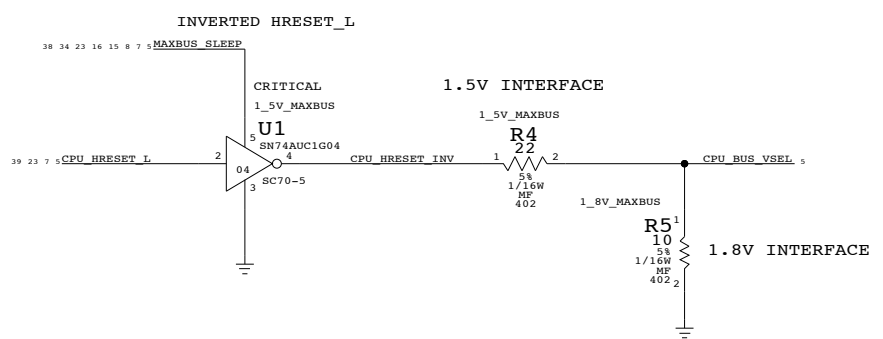 INVERTED HRESET_L
38 34 23 16 15 8 7 5 MAXBUS_SLEEP
CRITICAL
1_5V_MAXBUS
1.5V INTERFACE
1_5V_MAXBUS
5 U1
SN74AUC1G04
R4
22
39 23 7 5 CPU_HRESET_L 2 4 CPU_HRESET_INV 1 2 CPU_BUS_VSEL 5
04
SC70-5
3
5%
1/16W
MF
402
1_8V_MAXBUS
R5 1
10
5%
1/16W
MF
402 2
1.8V INTERFACE